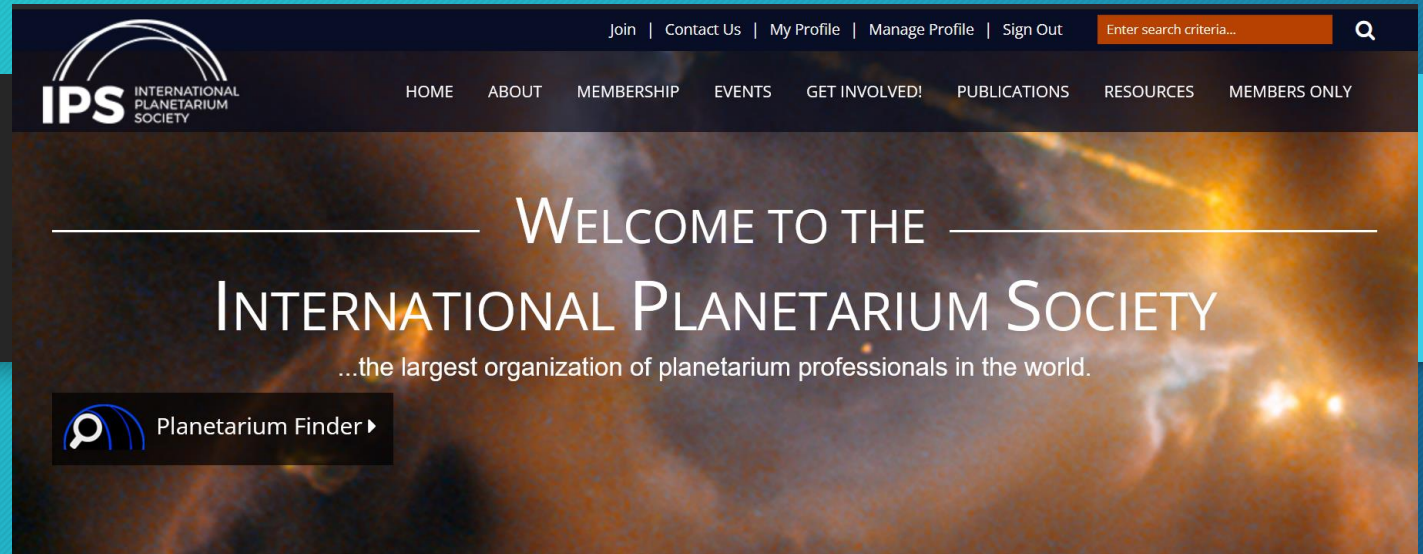 Join | Contact Us | My Profile | Manage Profile | Sign Out
Enter search criteria...
IPS INTERNATIONAL
PLANETARIUM
SOCIETY
HOME ABOUT MEMBERSHIP EVENTS GET INVOLVED! PUBLICATIONS RESOURCES MEMBERS ONLY
WELCOME TO THE
INTERNATIONAL PLANETARIUM SOCIETY
...the largest organization of planetarium professionals in the world.
Planetarium Finder